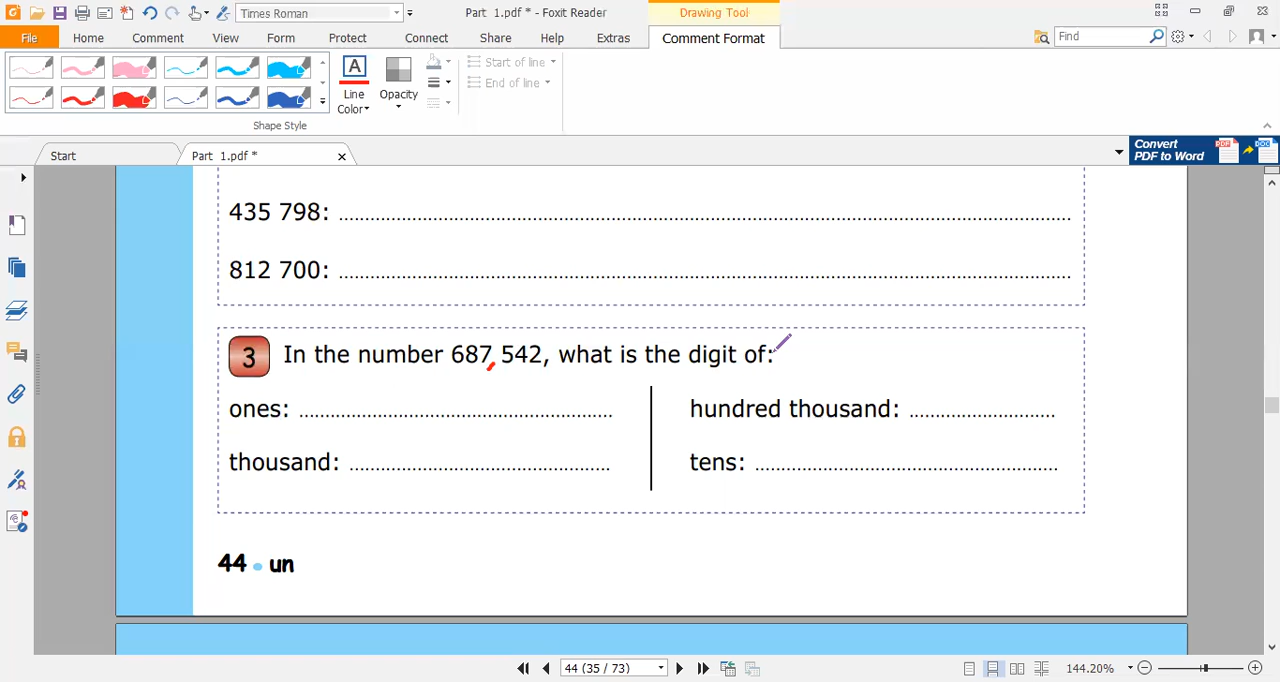 Times Roman
Part 1.pdf * - Foxit Reader
Drawing Tool
File Home Comment View Form Protect Connect Share Help Extras Comment Format
Find
A
Line Color
Opacity
Start of line
End of line
Shape Style
Start
Part 1.pdf *
Convert
PDF to Word
PDF
DOC
435 798: ........................................................................
812 700: ........................................................................
3 In the number 687,542, what is the digit of:
ones: ........................................
hundred thousand: ........................................
thousand: ........................................
tens: ........................................
44 • un
44 (35 / 73)
144.20%